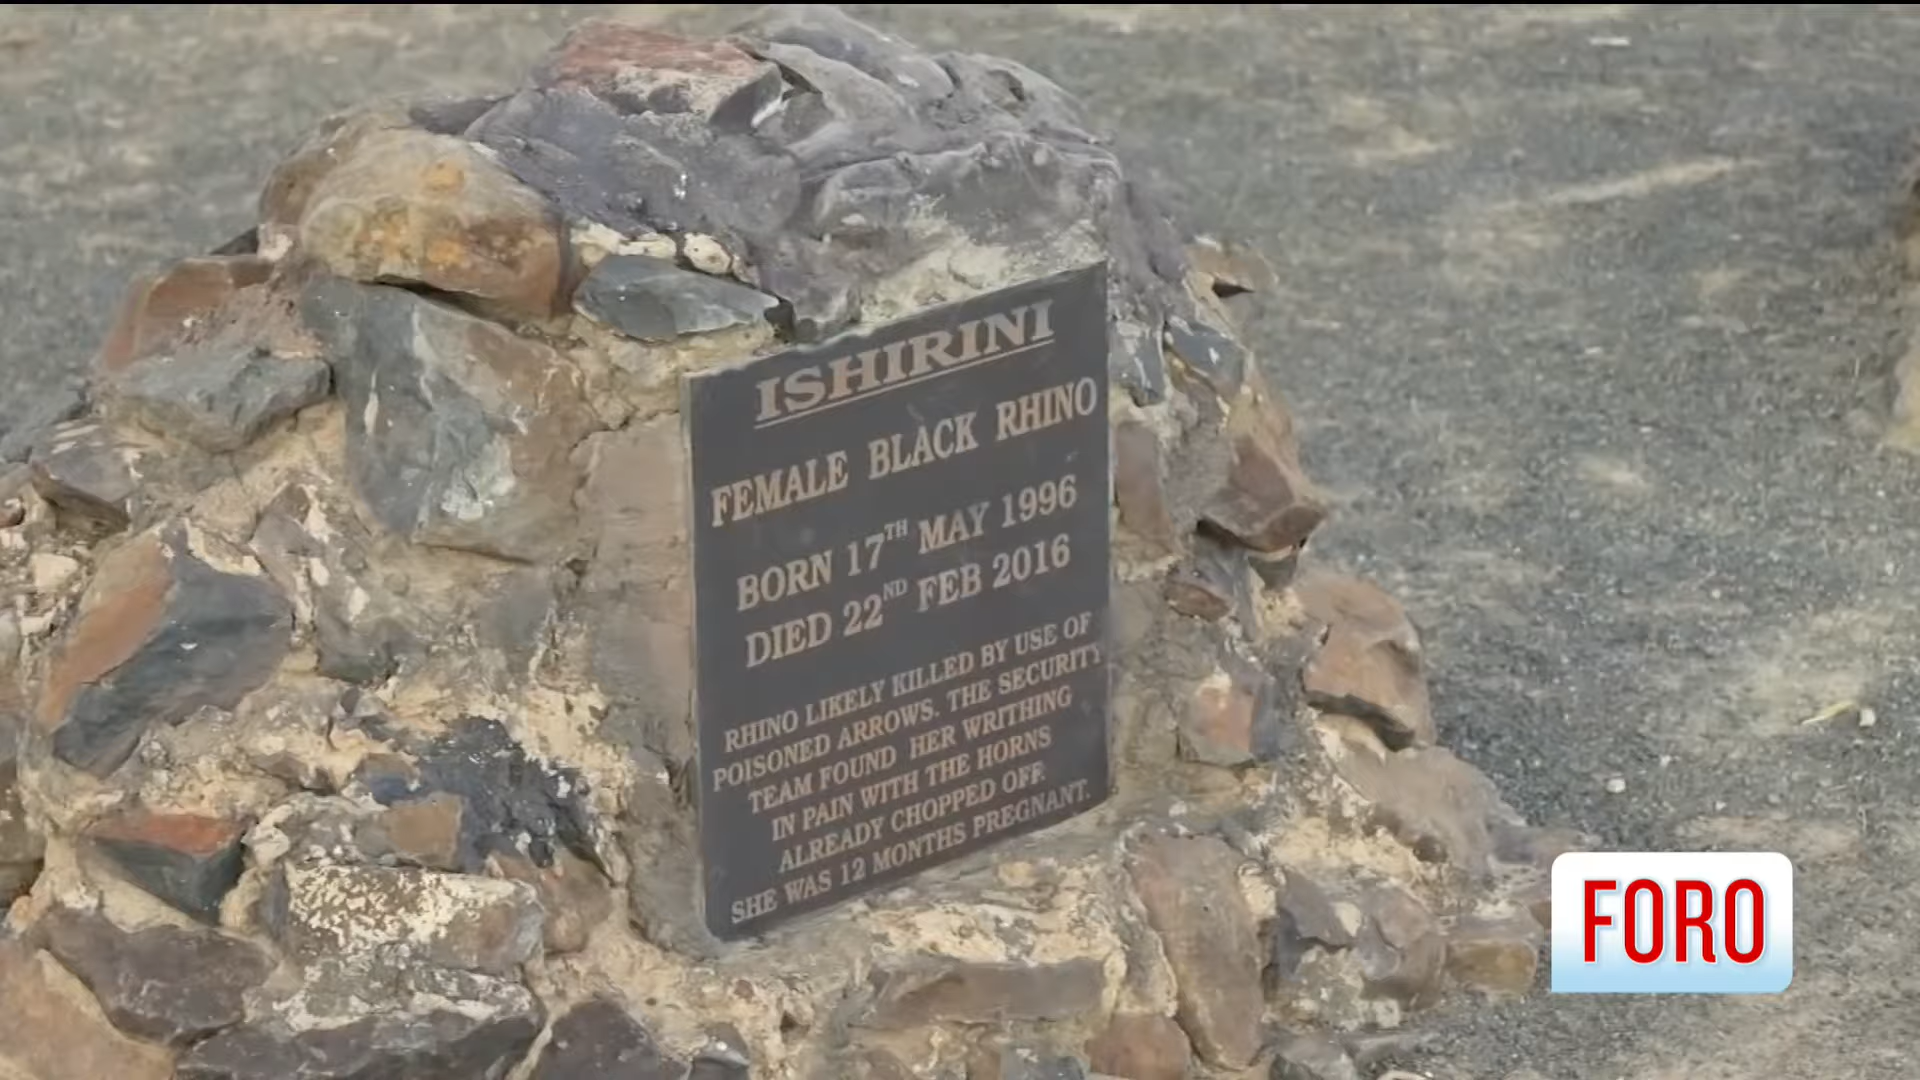 ISHIRINI
FEMALE BLACK RHINO
BORN 17TH MAY 1996
DIED 22ND FEB 2016
RHINO LIKELY KILLED BY USE OF
POISONED ARROWS. THE SECURITY
TEAM FOUND HER WRITHING
IN PAIN WITH THE HORNS
ALREADY CHOPPED OFF.
SHE WAS 12 MONTHS PREGNANT.
FORO